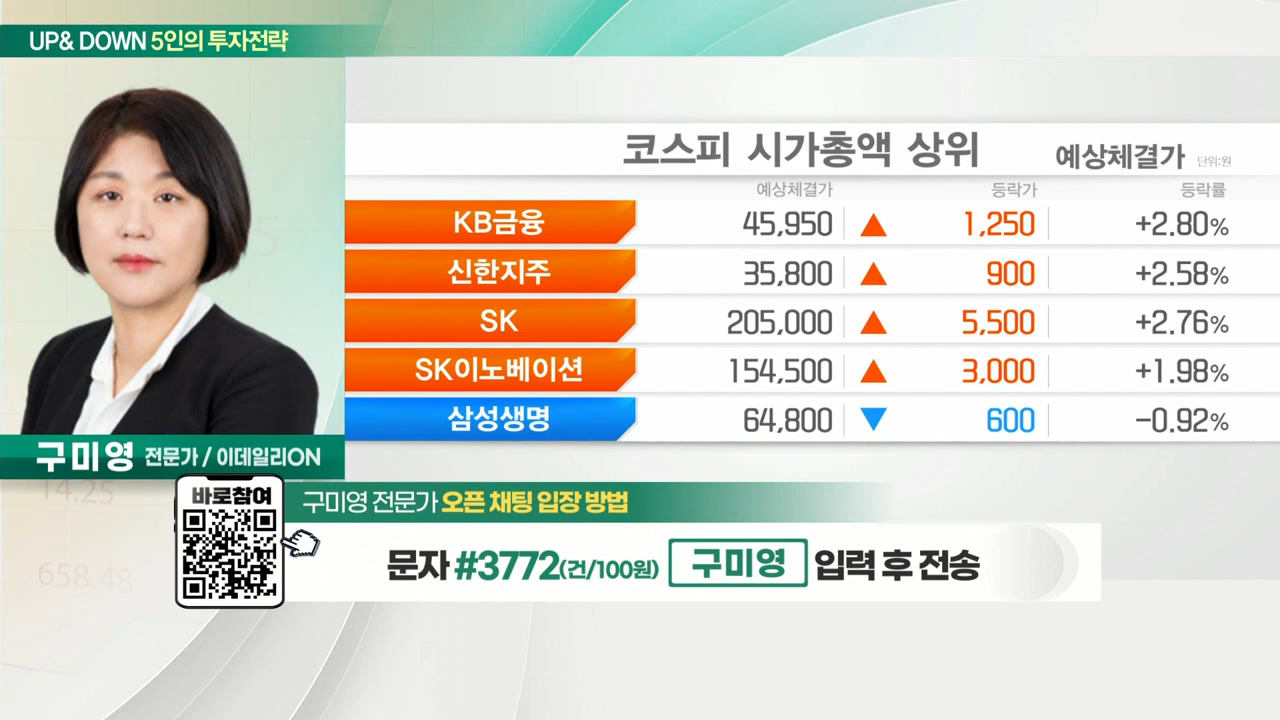 UP& DOWN 5인의 투자전략
코스피 시가총액 상위 예상체결가 단위:원
예상체결가 등락가 등락률
KB금융 45,950 ▲ 1,250 +2.80%
신한지주 35,800 ▲ 900 +2.58%
SK 205,000 ▲ 5,500 +2.76%
SK이노베이션 154,500 ▲ 3,000 +1.98%
삼성생명 64,800 ▼ 600 -0.92%
구미영 전문가 / 이데일리ON
14.25
바로참여
구미영 전문가 오픈 채팅 입장 방법
문자 #3772(건/100원) 구미영 입력 후 전송
658.48